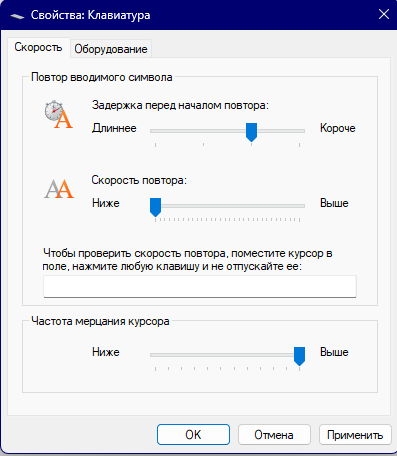 Свойства: Клавиатура
Скорость
Оборудование
Повтор вводимого символа
Задержка перед началом повтора:
Длиннее
Короче
Скорость повтора:
Ниже
Выше
Чтобы проверить скорость повтора, поместите курсор в
поле, нажмите любую клавишу и не отпускайте ее:
Частота мерцания курсора
Ниже
Выше
OK
Отмена
Применить